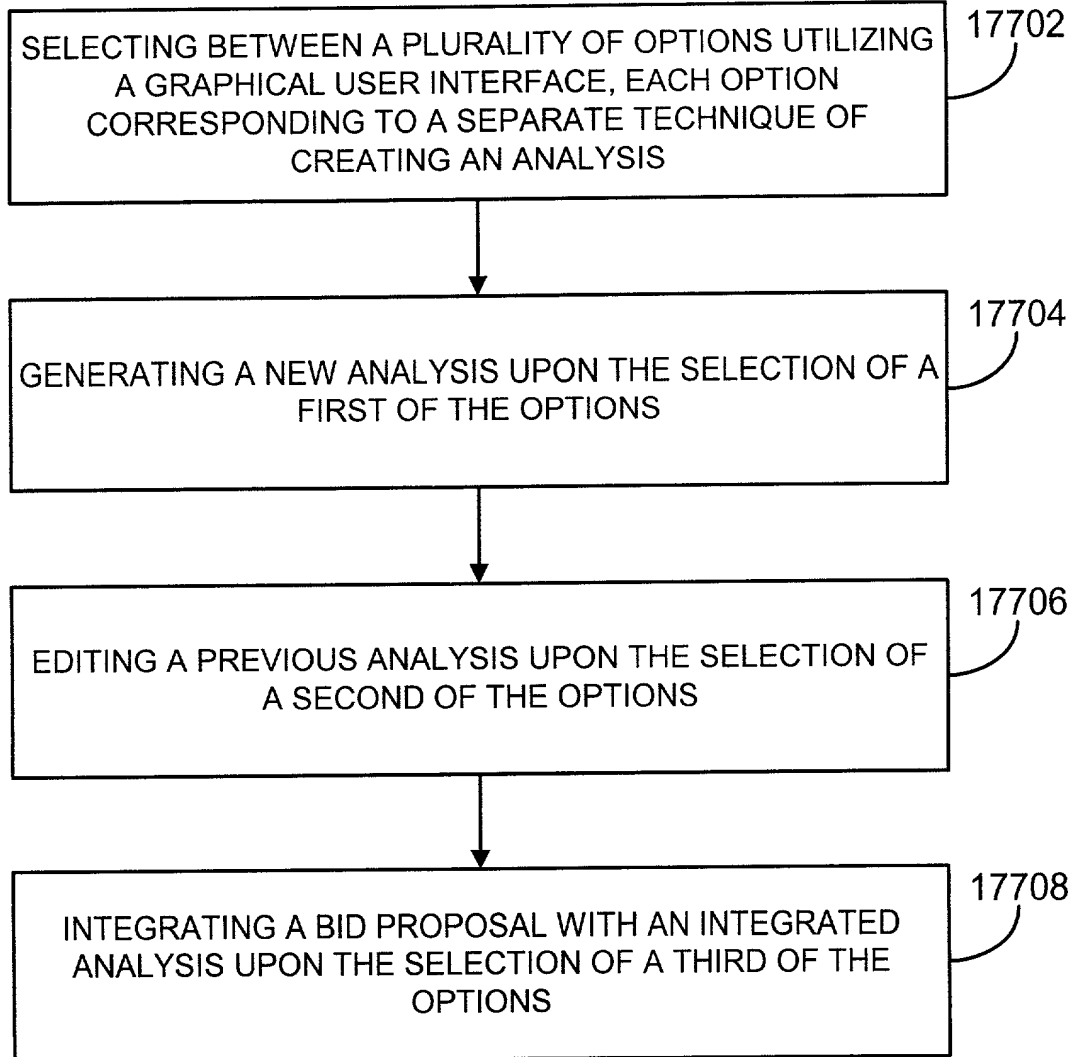 17702
SELECTING BETWEEN A PLURALITY OF OPTIONS UTILIZING
A GRAPHICAL USER INTERFACE, EACH OPTION
CORRESPONDING TO A SEPARATE TECHNIQUE OF
CREATING AN ANALYSIS
17704
GENERATING A NEW ANALYSIS UPON THE SELECTION OF A
FIRST OF THE OPTIONS
17706
EDITING A PREVIOUS ANALYSIS UPON THE SELECTION OF
A SECOND OF THE OPTIONS
17708
INTEGRATING A BID PROPOSAL WITH AN INTEGRATED
ANALYSIS UPON THE SELECTION OF A THIRD OF THE
OPTIONS